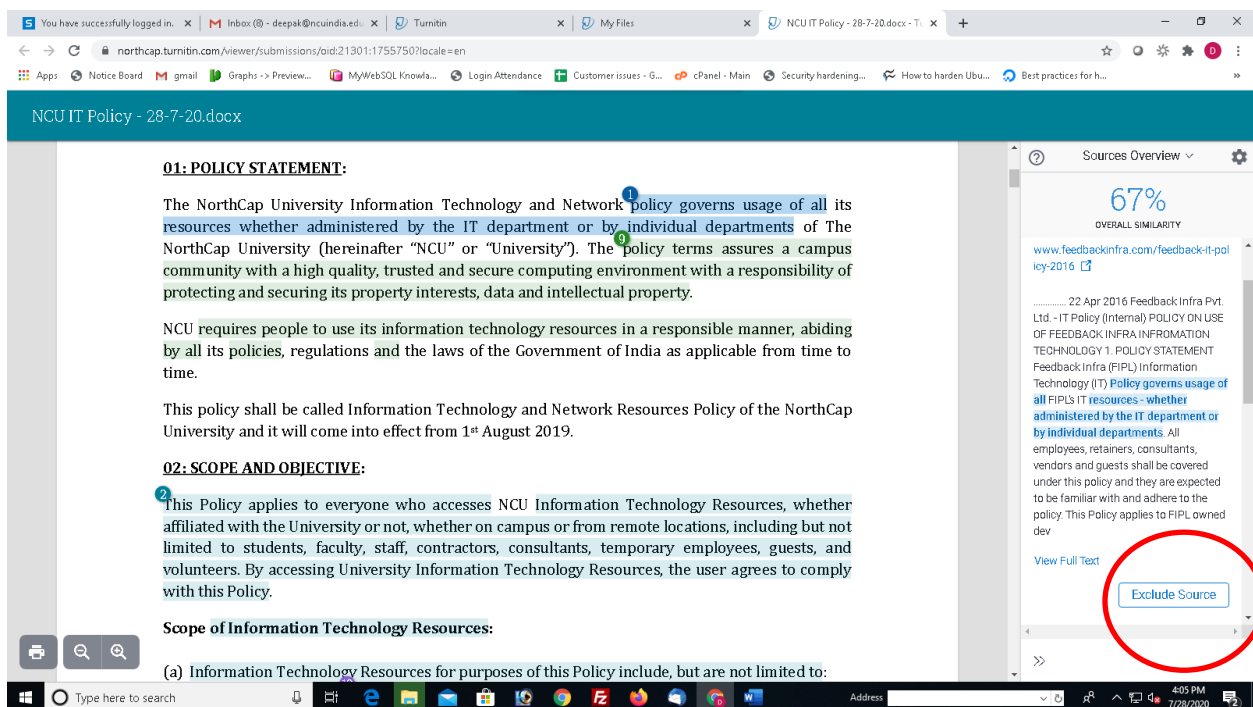 You have successfully logged in.
Inbox (8) - deepak@ncuindia.edu
Turnitin
My Files
NCU IT Policy - 28-7-20.docx - Tu
northcap.turnitin.com/viewer/submissions/oid:21301:1755750?locale=en
D
Apps
Notice Board
gmail
Graphs -> Preview...
MyWebSQL Knowla...
Login Attendance
Customer issues - G...
cPanel - Main
Security hardening...
How to harden Ubu...
Best practices for h...
NCU IT Policy - 28-7-20.docx
01: POLICY STATEMENT:
The NorthCap University Information Technology and Network policy governs usage of all its
resources whether administered by the IT department or by individual departments of The
NorthCap University (hereinafter “NCU” or “University”). The policy terms assures a campus
community with a high quality, trusted and secure computing environment with a responsibility of
protecting and securing its property interests, data and intellectual property.
NCU requires people to use its information technology resources in a responsible manner, abiding
by all its policies, regulations and the laws of the Government of India as applicable from time to
time.
This policy shall be called Information Technology and Network Resources Policy of the NorthCap
University and it will come into effect from 1st August 2019.
02: SCOPE AND OBJECTIVE:
This Policy applies to everyone who accesses NCU Information Technology Resources, whether
affiliated with the University or not, whether on campus or from remote locations, including but not
limited to students, faculty, staff, contractors, consultants, temporary employees, guests, and
volunteers. By accessing University Information Technology Resources, the user agrees to comply
with this Policy.
Scope of Information Technology Resources:
(a) Information Technology Resources for purposes of this Policy include, but are not limited to:
1
9
2
Sources Overview
67%
OVERALL SIMILARITY
www.feedbackinfra.com/feedback-it-pol
icy-2016
.............. 22 Apr 2016 Feedback Infra Pvt.
Ltd. - IT Policy (Internal) POLICY ON USE
OF FEEDBACK INFRA INFROMATION
TECHNOLOGY 1. POLICY STATEMENT
Feedback Infra (FIPL) Information
Technology (IT) Policy governs usage of
all FIPL's IT resources - whether
administered by the IT department or
by individual departments. All
employees, retainers, consultants,
vendors and guests shall be covered
under this policy and they are expected
to be familiar with and adhere to the
policy. This Policy applies to FIPL owned
dev
View Full Text
Exclude Source
Type here to search
Address
4:05 PM
7/28/2020
2